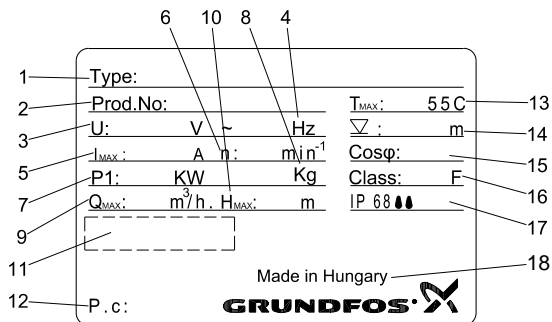 6 10 8 4
1 Type:
2 Prod.No: TMAX: 55C 13
3 U: V ~ Hz ▽ : m 14
5 IMAX : A n : min-1 Cosφ: 15
7 P1: KW Kg Class: F 16
9 QMAX: m3/h . HMAX: m IP 68 17
11
Made in Hungary 18
12 P.c: GRUNDFOS